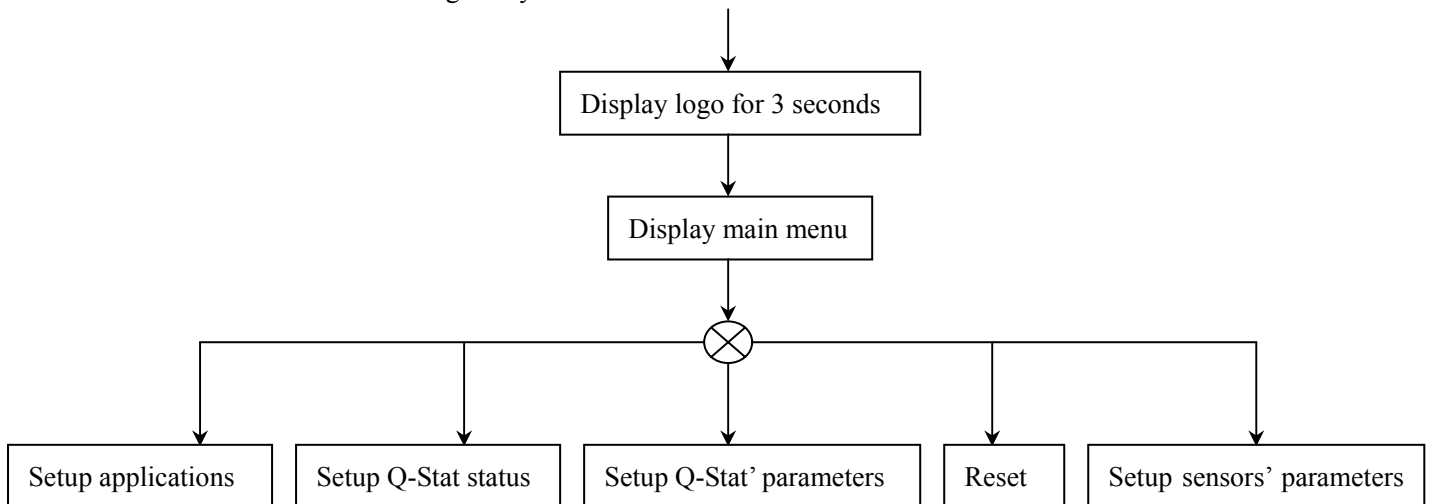 Display logo for 3 seconds
Display main menu
Setup applications
Setup Q-Stat status
Setup Q-Stat’ parameters
Reset
Setup sensors’ parameters